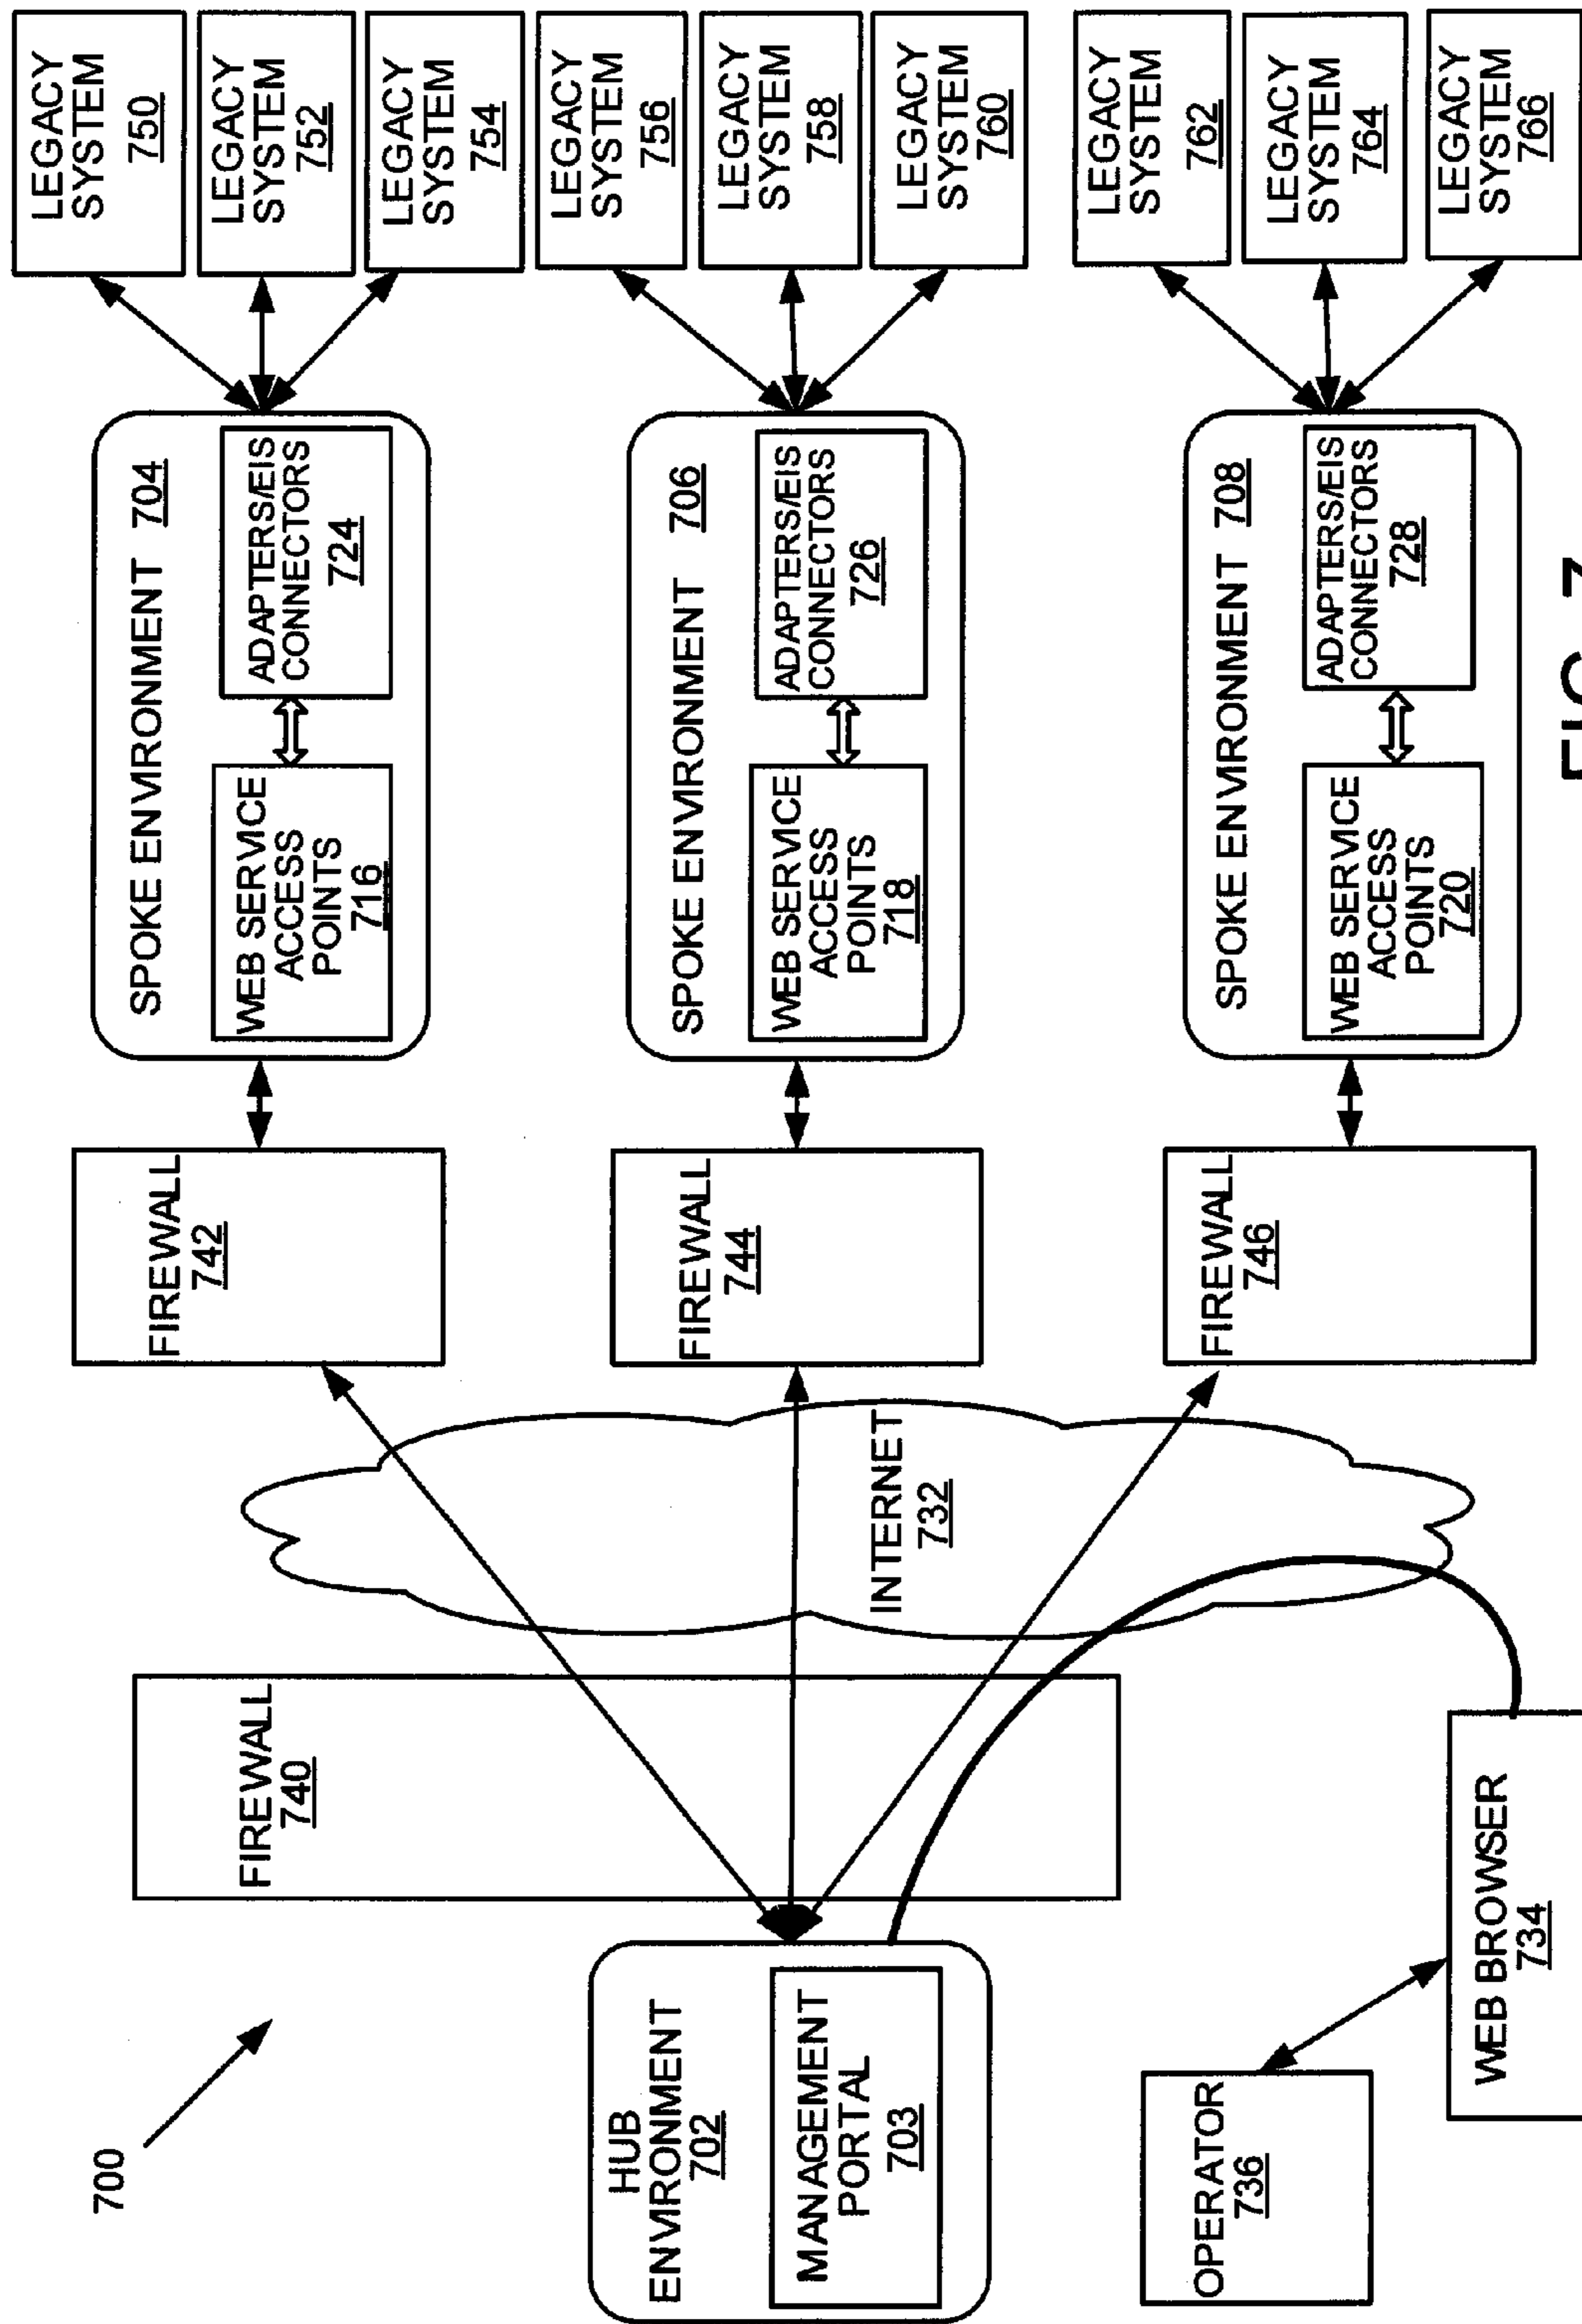 700
HUB
ENVIRONMENT
702
MANAGEMENT
PORTAL
703
OPERATOR
736
WEB BROWSER
734
FIREWALL
740
INTERNET
732
FIREWALL
742
FIREWALL
744
FIREWALL
746
SPOKE ENVIRONMENT 704
WEB SERVICE
ACCESS
POINTS
716
ADAPTERS/EIS
CONNECTORS
724
SPOKE ENVIRONMENT 706
WEB SERVICE
ACCESS
POINTS
718
ADAPTERS/EIS
CONNECTORS
726
SPOKE ENVIRONMENT 708
WEB SERVICE
ACCESS
POINTS
720
ADAPTERS/EIS
CONNECTORS
728
LEGACY
SYSTEM
750
LEGACY
SYSTEM
752
LEGACY
SYSTEM
754
LEGACY
SYSTEM
756
LEGACY
SYSTEM
758
LEGACY
SYSTEM
760
LEGACY
SYSTEM
762
LEGACY
SYSTEM
764
LEGACY
SYSTEM
766